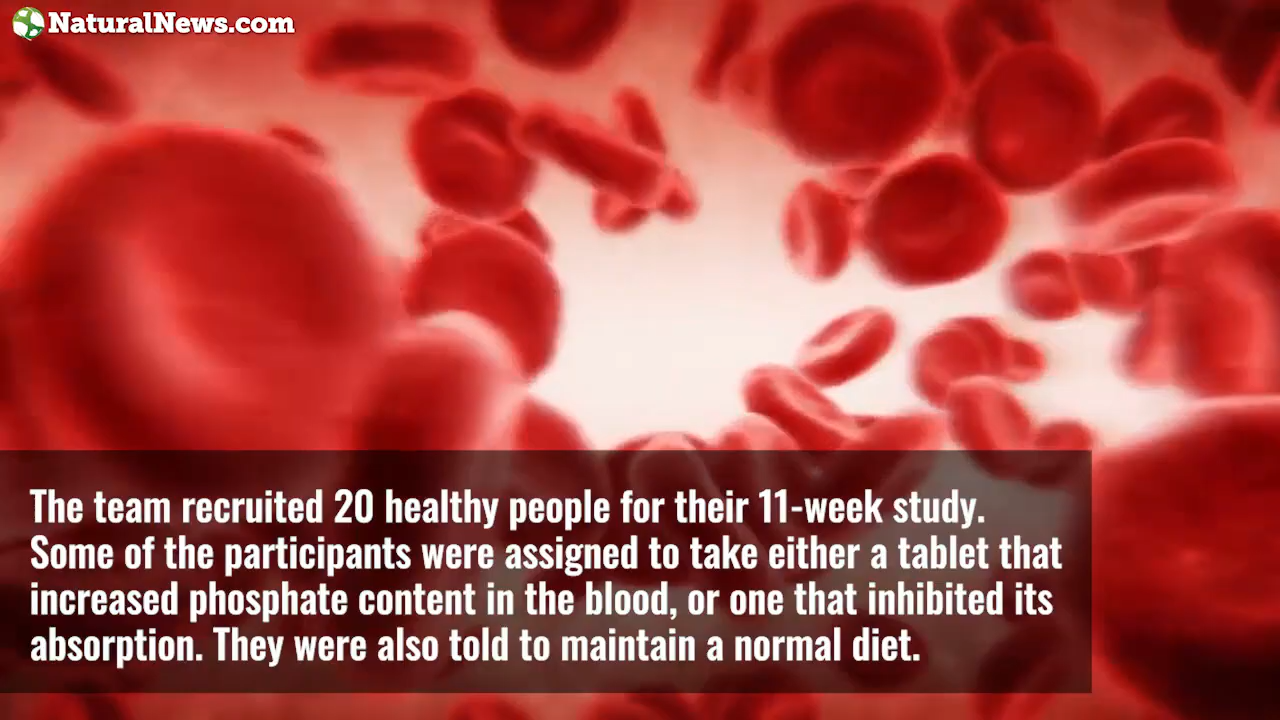 NaturalNews.com
The team recruited 20 healthy people for their 11-week study.
Some of the participants were assigned to take either a tablet that
increased phosphate content in the blood, or one that inhibited its
absorption. They were also told to maintain a normal diet.